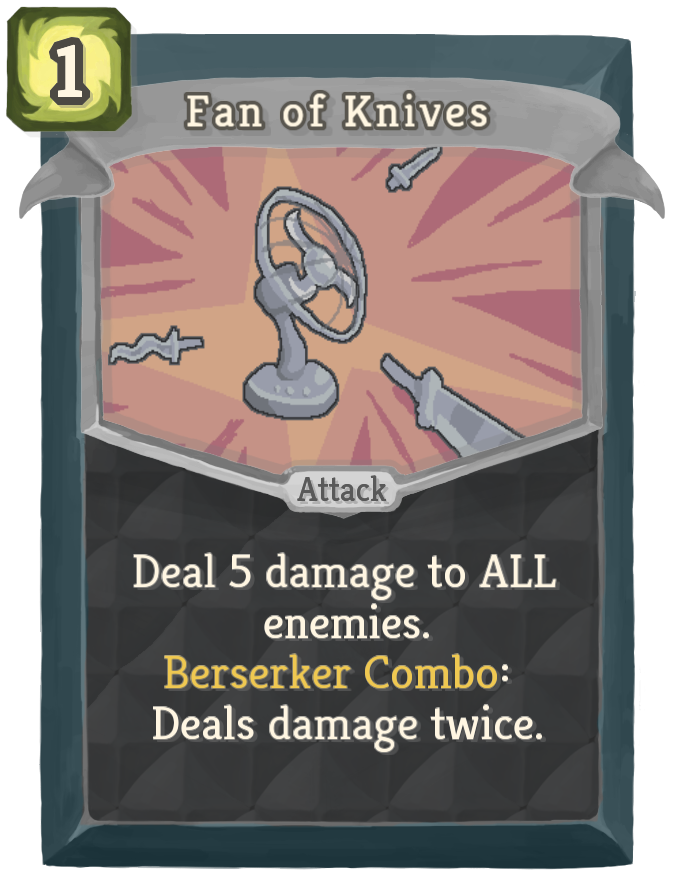 1
Fan of Knives
Attack
Deal 5 damage to ALL
enemies.
Berserker Combo:
Deals damage twice.